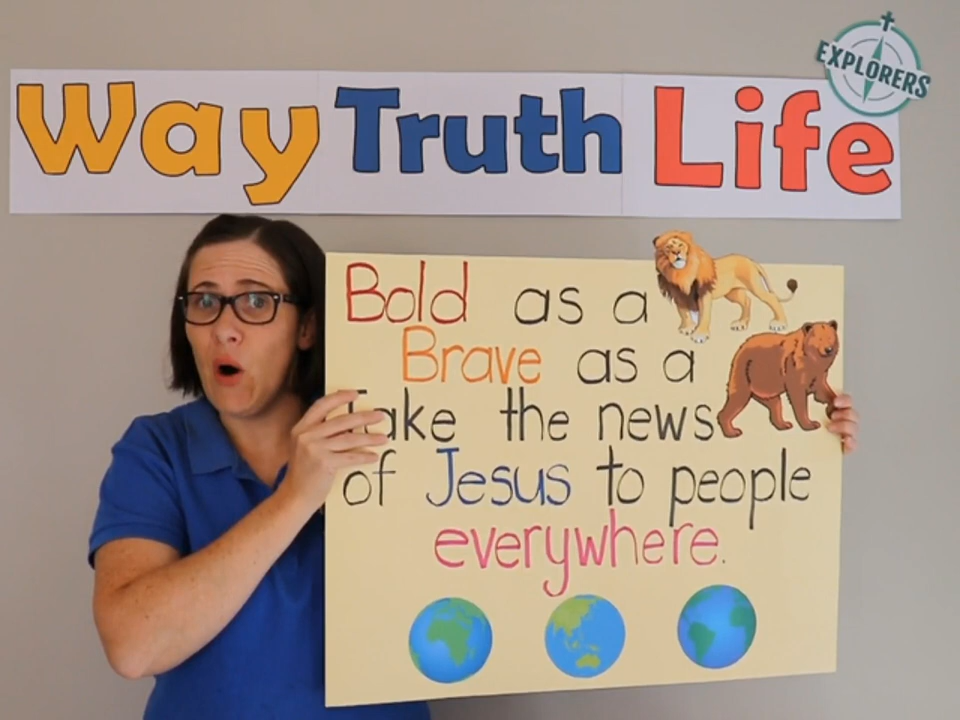 EXPLORERS
Way Truth Life
Bold as a
Brave as a
Take the news
of Jesus to people
everywhere.